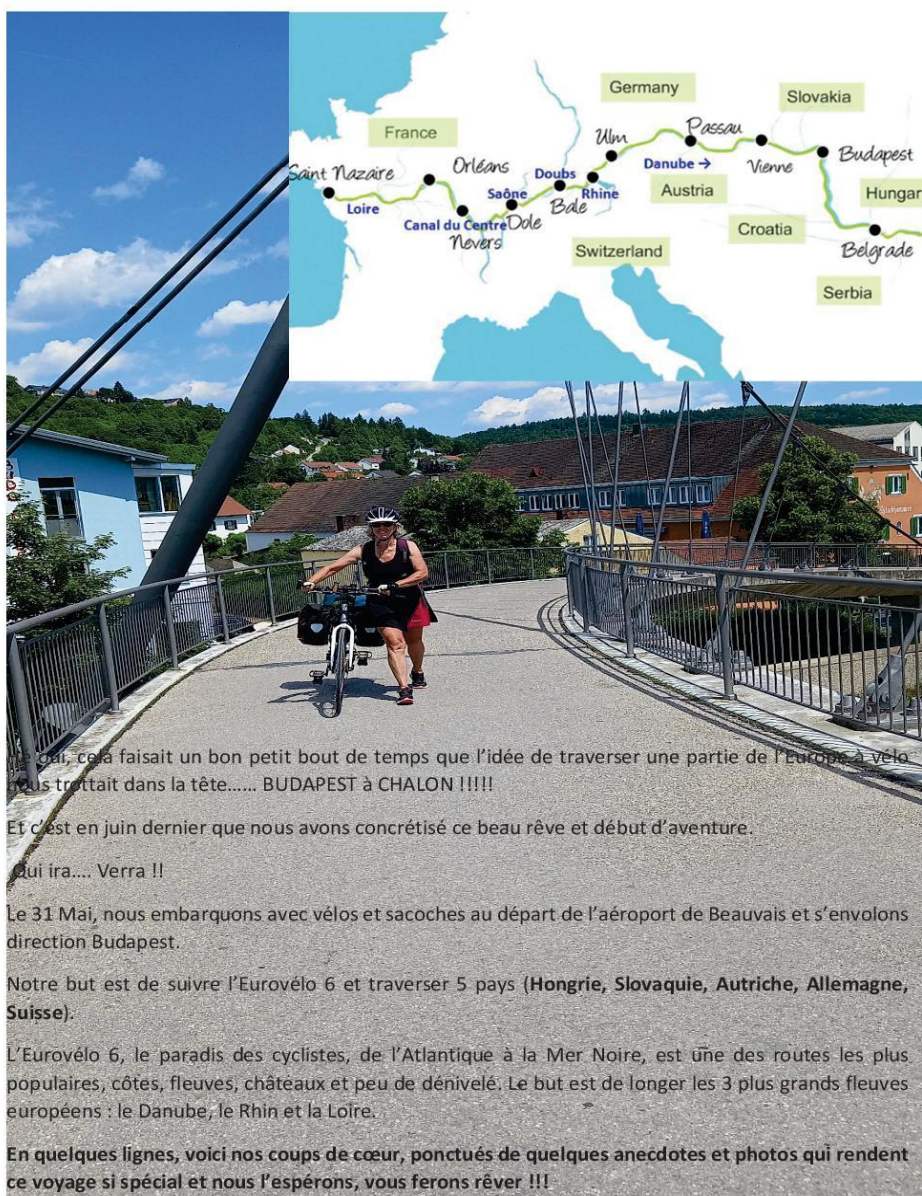 Germany
Slovakia
France
Ulm
Passau
Saint Nazaire
Orléans
Doubs
Danube →
Vienne
Budapest
Loire
Saône
Bale
Rhine
Austria
Hungar
Canal du Centre
Dole
Nevers
Switzerland
Croatia
Belgrade
Serbia
oui, cela faisait un bon petit bout de temps que l’idée de traverser une partie de l’Europe à vélo
nous trottait dans la tête...... BUDAPEST à CHALON !!!!!
Et c’est en juin dernier que nous avons concrétisé ce beau rêve et début d’aventure.
Qui ira.... Verra !!
Le 31 Mai, nous embarquons avec vélos et sacoches au départ de l’aéroport de Beauvais et s’envolons
direction Budapest.
Notre but est de suivre l’Eurovélo 6 et traverser 5 pays (Hongrie, Slovaquie, Autriche, Allemagne,
Suisse).
L’Eurovélo 6, le paradis des cyclistes, de l’Atlantique à la Mer Noire, est une des routes les plus
populaires, côtes, fleuves, châteaux et peu de dénivelé. Le but est de longer les 3 plus grands fleuves
européens : le Danube, le Rhin et la Loire.
En quelques lignes, voici nos coups de cœur, ponctués de quelques anecdotes et photos qui rendent
ce voyage si spécial et nous l’espérons, vous ferons rêver !!!